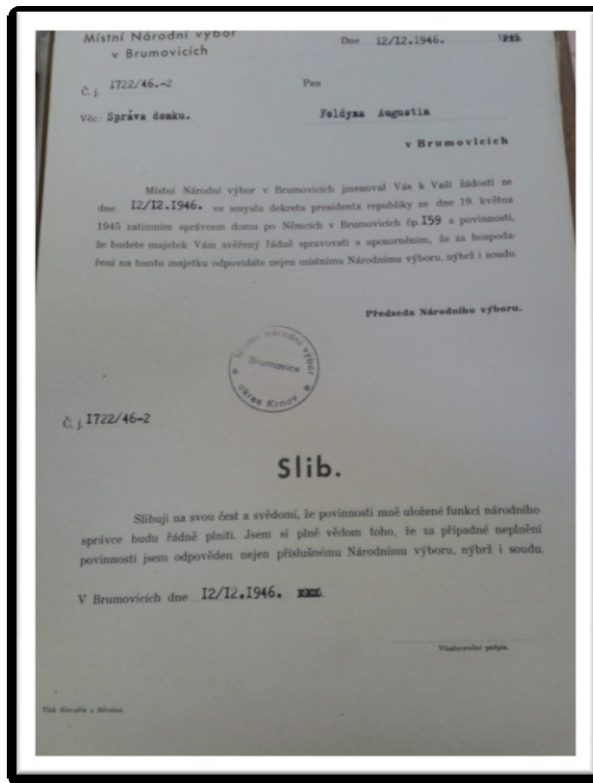 Místní Národní výbor
v Brumovicích
Dne 12/12.1946.
Č. j. 1722/46.-2
Pan
Věc: Správa domku.
Feldyma Augustin
v Brumovicích
Místní Národní výbor v Brumovicích jmenoval Vás k Vaší žádosti ze
dne 12/12.1946. ve smyslu dekretu presidenta republiky ze dne 19. května
1945 zatímním správcem domu po Němcích v Brumovicích čp. 159 s povinností,
že budete majetek Vám svěřený řádně spravovati s upozorněním, že za hospoda-
ření na tomto majetku odpovídáte nejen místnímu Národnímu výboru, nýbrž i soudu.
Předseda Národního výboru.
Místní národní výbor
Brumovice
okres Krnov
Č. j. 1722/46-2
Slib.
Slibuji na svou čest a svědomí, že povinnosti mně uložené funkcí národního
správce budu řádně plniti. Jsem si plně vědom toho, že za případné neplnění
povinností jsem odpověden nejen příslušnému Národnímu výboru, nýbrž i soudu.
V Brumovicích dne 12/12.1946.
Vlastnoruční podpis.
Tisk